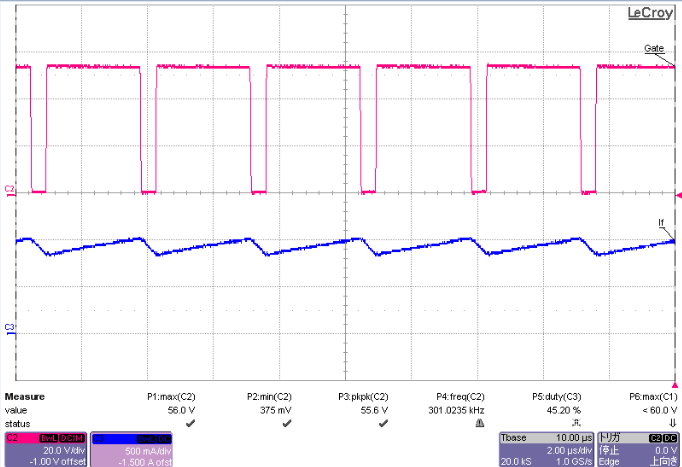 LeCroy
Gate
C2
If
C3
Measure P1:max(C2) P2:min(C2) P3:pkpk(C2) P4:freq(C2) P5:duty(C3) P6:max(C1)
value 56.0 V 375 mV 55.6 V 301.0235 kHz 45.20 % < 60.0 V
status
C2 BwL DC1M
20.0 V/div
-1.00 V offset
500 mA/div
-1.500 A ofst
Tbase 10.00 µs
2.00 µs/div
20.0 kS 1.0 GS/s
トリガ C2 DC
停止 0.0 V
Edge 上向き